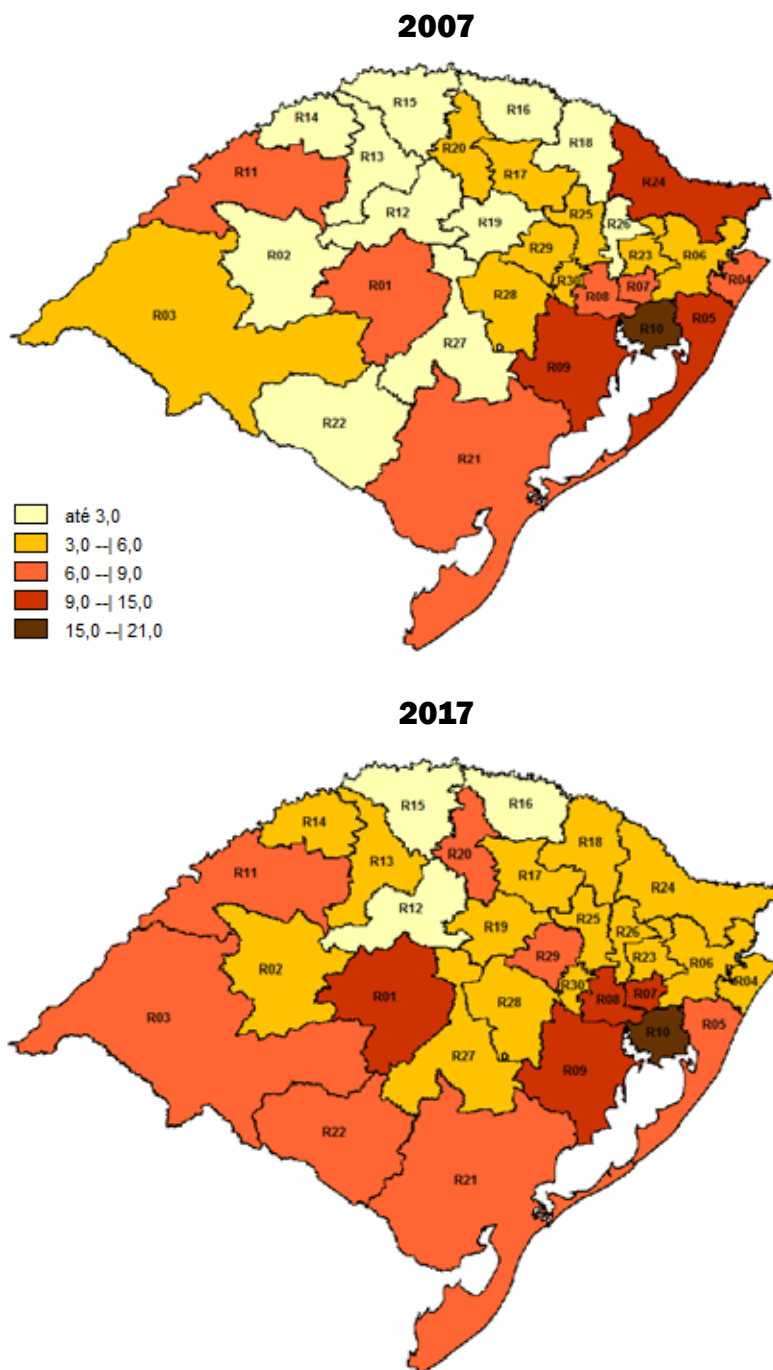 2007
R15
R16
R14
R20
R18
R13
R11
R17
R24
R12
R19
R25
R26
R02
R29
R23
R06
R04
R01
R30
R07
R08
R28
R03
R05
R10
R27
R09
R22
R21
até 3,0
3,0 --| 6,0
6,0 --| 9,0
9,0 --| 15,0
15,0 --| 21,0
2017
R15
R16
R14
R18
R20
R13
R11
R17
R24
R12
R19
R25
R26
R29
R23
R06
R02
R04
R30
R07
R08
R01
R28
R03
R10
R05
R27
R09
R22
R21